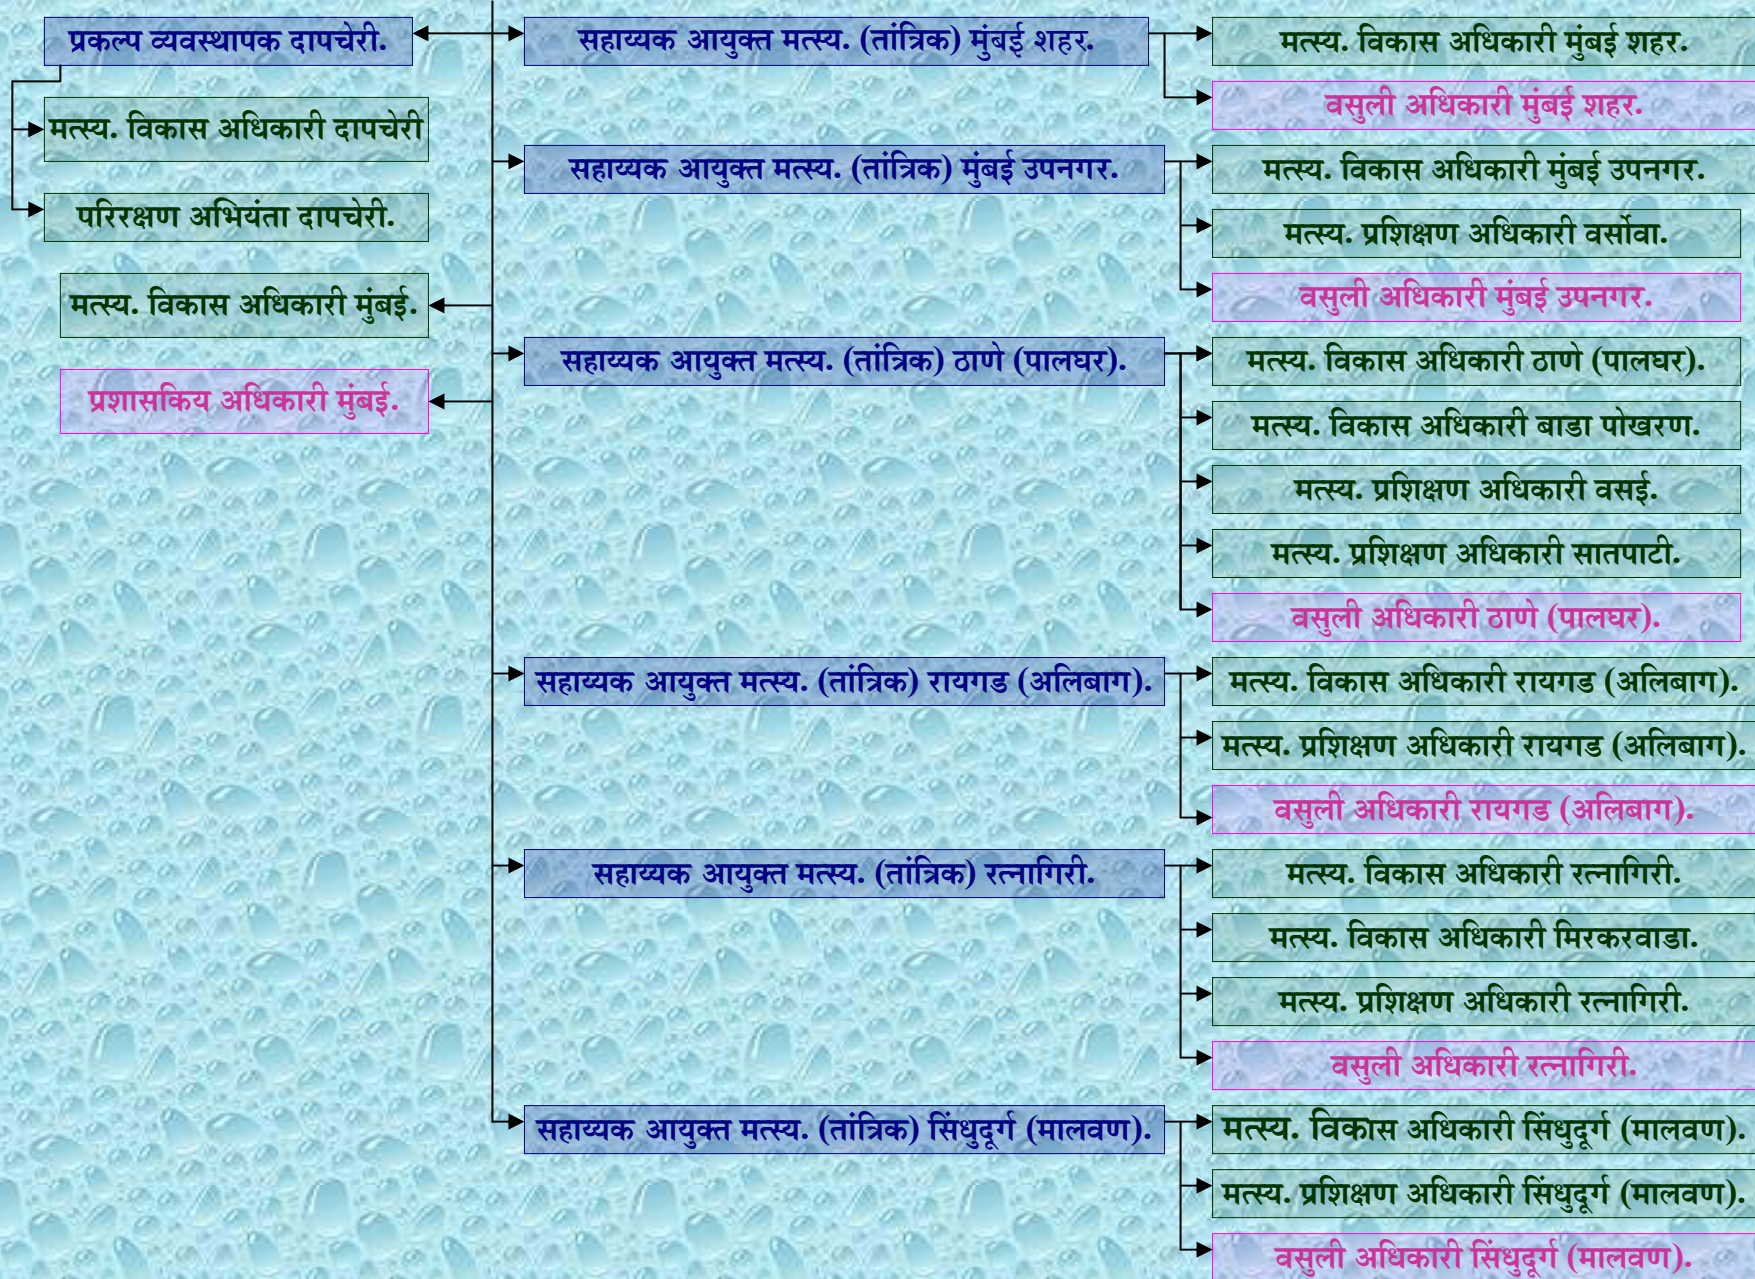 प्रकल्प व्यवस्थापक दापचेरी.
मत्स्य. विकास अधिकारी दापचेरी
परिरक्षण अभियंता दापचेरी.
मत्स्य. विकास अधिकारी मुंबई.
प्रशासकिय अधिकारी मुंबई.
सहाय्यक आयुक्त मत्स्य. (तांत्रिक) मुंबई शहर.
मत्स्य. विकास अधिकारी मुंबई शहर.
वसुली अधिकारी मुंबई शहर.
सहाय्यक आयुक्त मत्स्य. (तांत्रिक) मुंबई उपनगर.
मत्स्य. विकास अधिकारी मुंबई उपनगर.
मत्स्य. प्रशिक्षण अधिकारी वर्सोवा.
वसुली अधिकारी मुंबई उपनगर.
सहाय्यक आयुक्त मत्स्य. (तांत्रिक) ठाणे (पालघर).
मत्स्य. विकास अधिकारी ठाणे (पालघर).
मत्स्य. विकास अधिकारी बाडा पोखरण.
मत्स्य. प्रशिक्षण अधिकारी वसई.
मत्स्य. प्रशिक्षण अधिकारी सातपाटी.
वसुली अधिकारी ठाणे (पालघर).
सहाय्यक आयुक्त मत्स्य. (तांत्रिक) रायगड (अलिबाग).
मत्स्य. विकास अधिकारी रायगड (अलिबाग).
मत्स्य. प्रशिक्षण अधिकारी रायगड (अलिबाग).
वसुली अधिकारी रायगड (अलिबाग).
सहाय्यक आयुक्त मत्स्य. (तांत्रिक) रत्नागिरी.
मत्स्य. विकास अधिकारी रत्नागिरी.
मत्स्य. विकास अधिकारी मिरकरवाडा.
मत्स्य. प्रशिक्षण अधिकारी रत्नागिरी.
वसुली अधिकारी रत्नागिरी.
सहाय्यक आयुक्त मत्स्य. (तांत्रिक) सिंधुदूर्ग (मालवण).
मत्स्य. विकास अधिकारी सिंधुदूर्ग (मालवण).
मत्स्य. प्रशिक्षण अधिकारी सिंधुदूर्ग (मालवण).
वसुली अधिकारी सिंधुदूर्ग (मालवण).